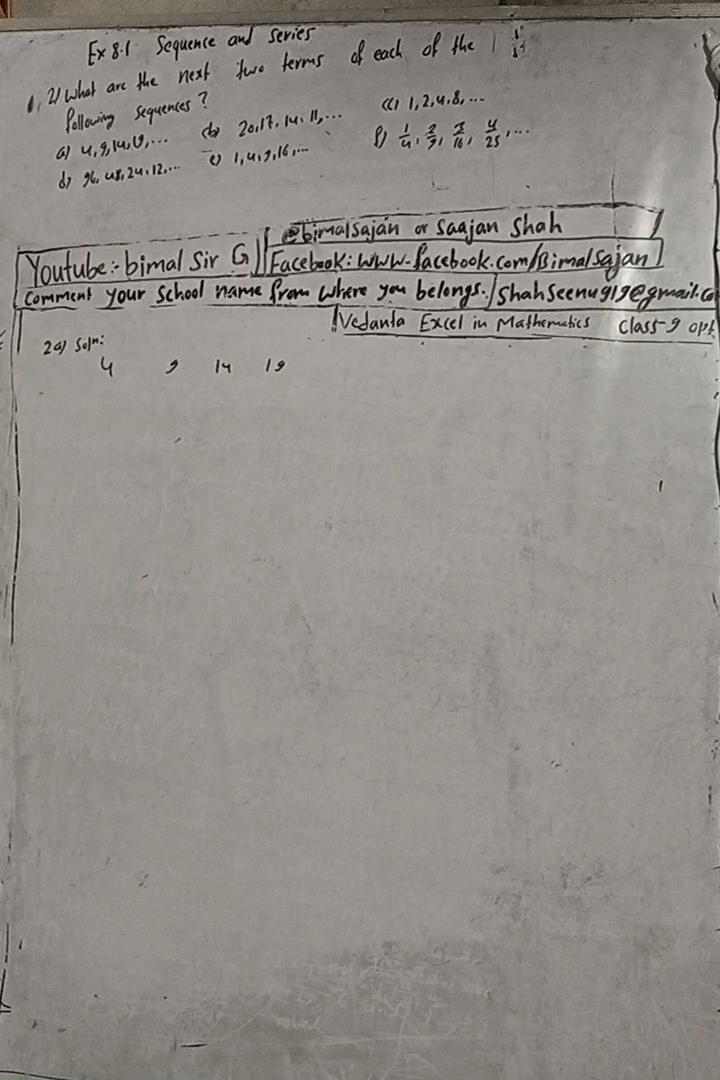 Ex 8.1 Sequence and series
1. 2) What are the next two terms of each of the
following sequences?
a) 4, 9, 14, 19, ... (b) 20, 17, 14, 11, ... (c) 1, 2, 4, 8, ...
d) 96, 48, 24, 12, ... e) 1, 4, 9, 16, ... f) 1/4, 2/9, 3/16, 4/25, ...
@bimalsajan or Saajan Shah
Youtube:- bimal Sir G Facebook: www.facebook.com/Bimalsajan
Comment your School name from where you belongs./Shahseenu919@gmail.co
Vedanta Excel in Mathematics Class-9 opt
2a) Soln:
4 9 14 19